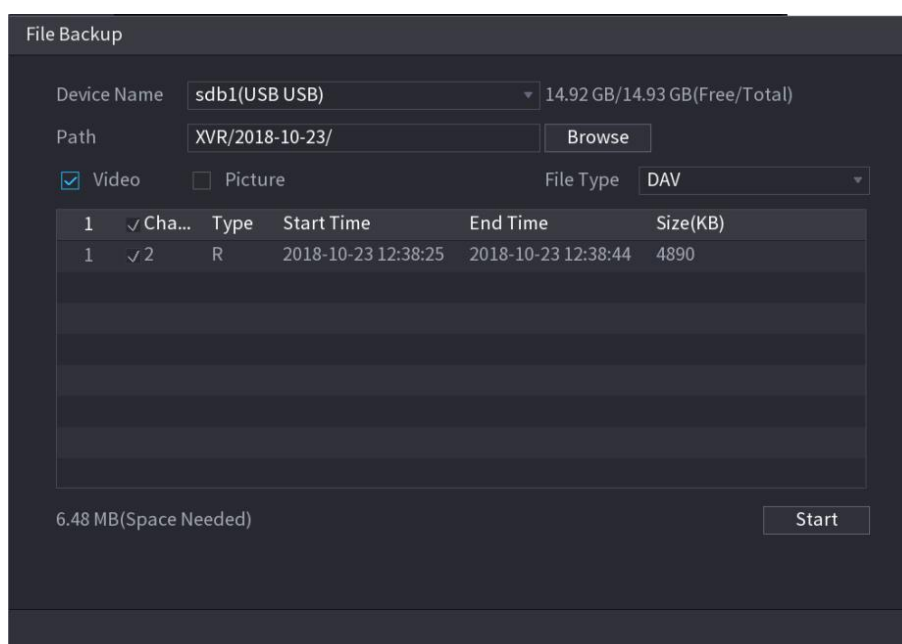 File Backup
Device Name sdb1(USB USB) 14.92 GB/14.93 GB(Free/Total)
Path XVR/2018-10-23/ Browse
Video Picture File Type DAV
1 Cha... Type Start Time End Time Size(KB)
1 2 R 2018-10-23 12:38:25 2018-10-23 12:38:44 4890
6.48 MB(Space Needed) Start